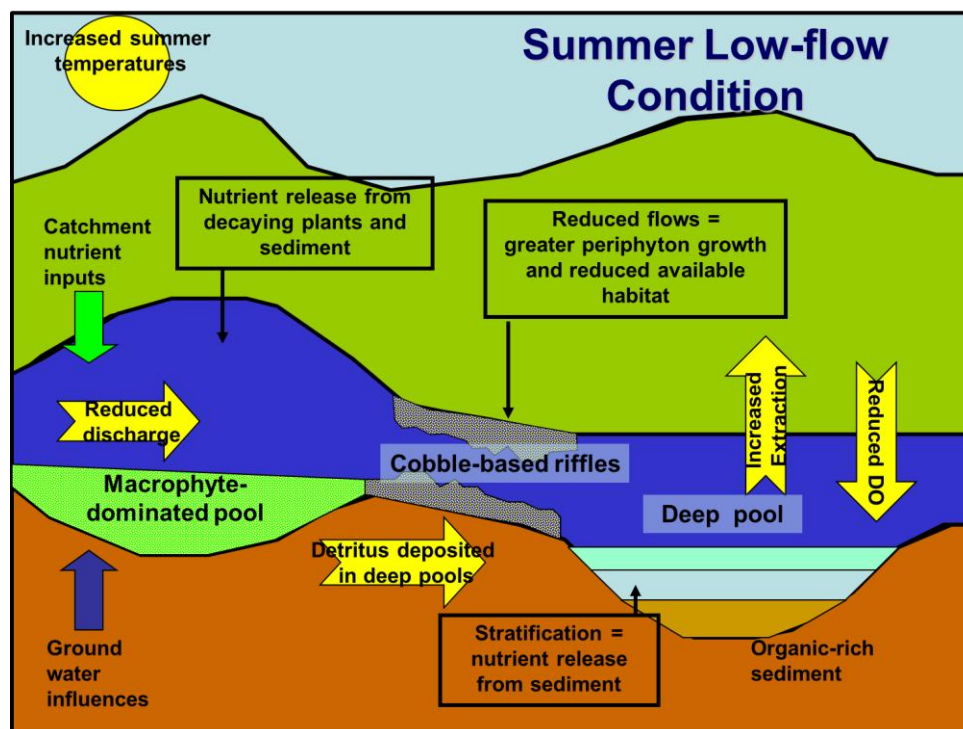 Increased summer
temperatures
Summer Low-flow
Condition
Nutrient release from
decaying plants and
sediment
Reduced flows =
greater periphyton growth
and reduced available
habitat
Catchment
nutrient
inputs
Reduced
discharge
Increased
Extraction
Reduced DO
Cobble-based riffles
Macrophyte-
dominated pool
Deep pool
Detritus deposited
in deep pools
Ground
water
influences
Stratification =
nutrient release
from sediment
Organic-rich
sediment